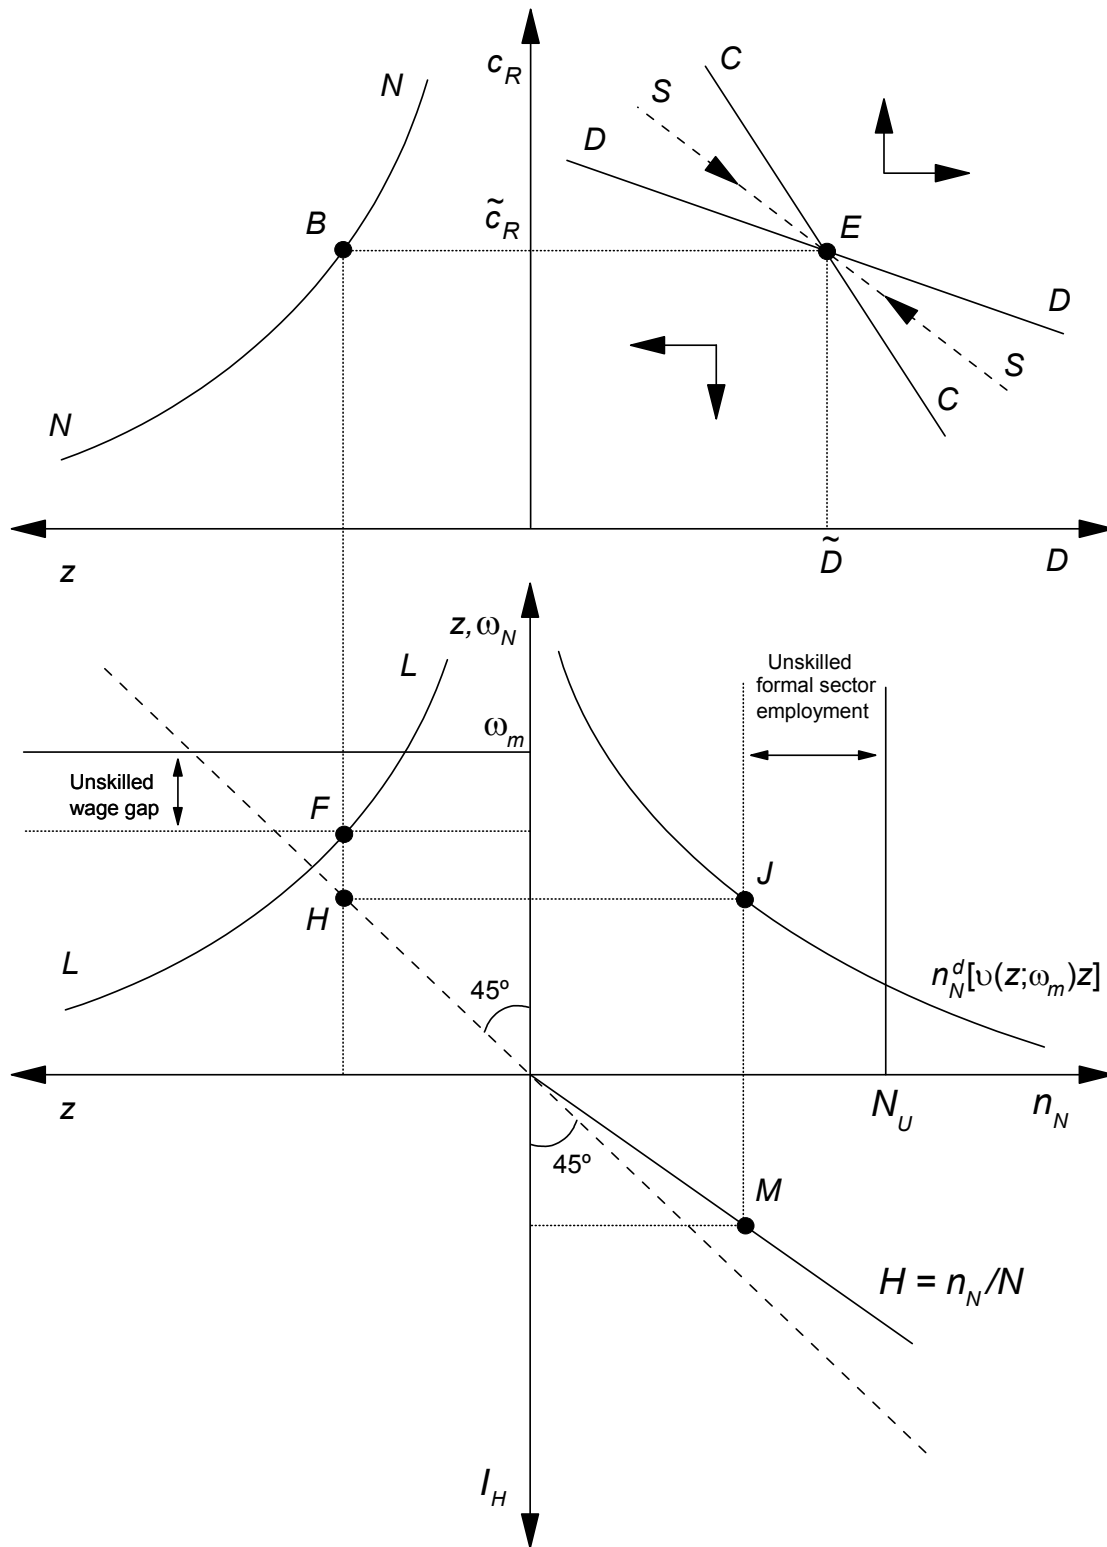 c_R
C
N
S
D
c̃_R
B
E
D
S
N
C
D̃
z
D
z, ω_N
L
Unskilled
formal sector
employment
ω_m
Unskilled
wage gap
F
J
H
L
n_N^d[υ(z;ω_m)z]
45º
z
N_U
n_N
45º
M
H = n_N/N
I_H